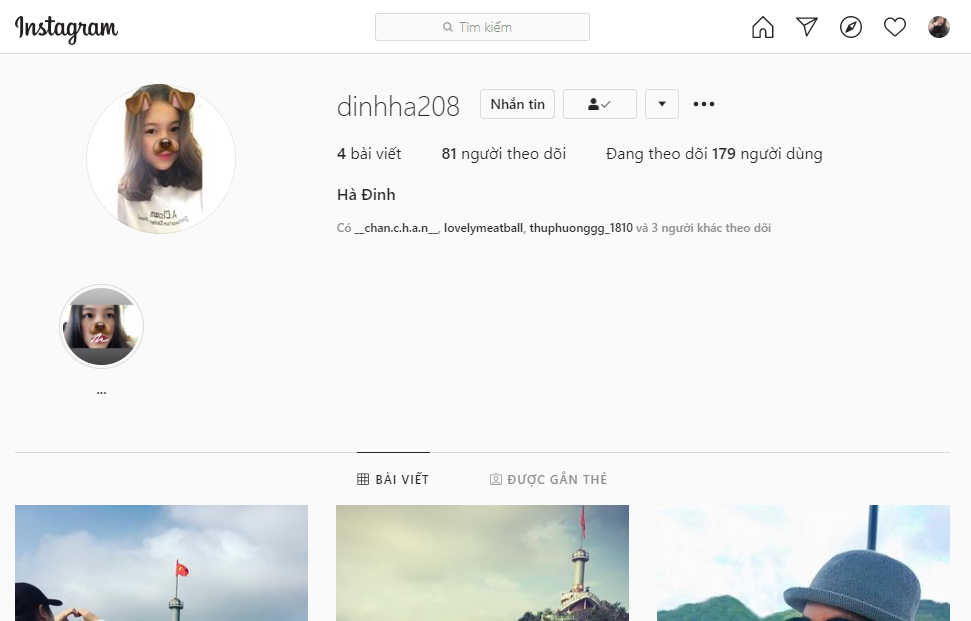 Instagram
Tìm kiếm
dinhha208 Nhắn tin
4 bài viết 81 người theo dõi Đang theo dõi 179 người dùng
Hà Đinh
Có __chan.c.h.a.n__, lovelymeatball, thuphuonggg_1810 và 3 người khác theo dõi
...
BÀI VIẾT ĐƯỢC GẮN THẺ